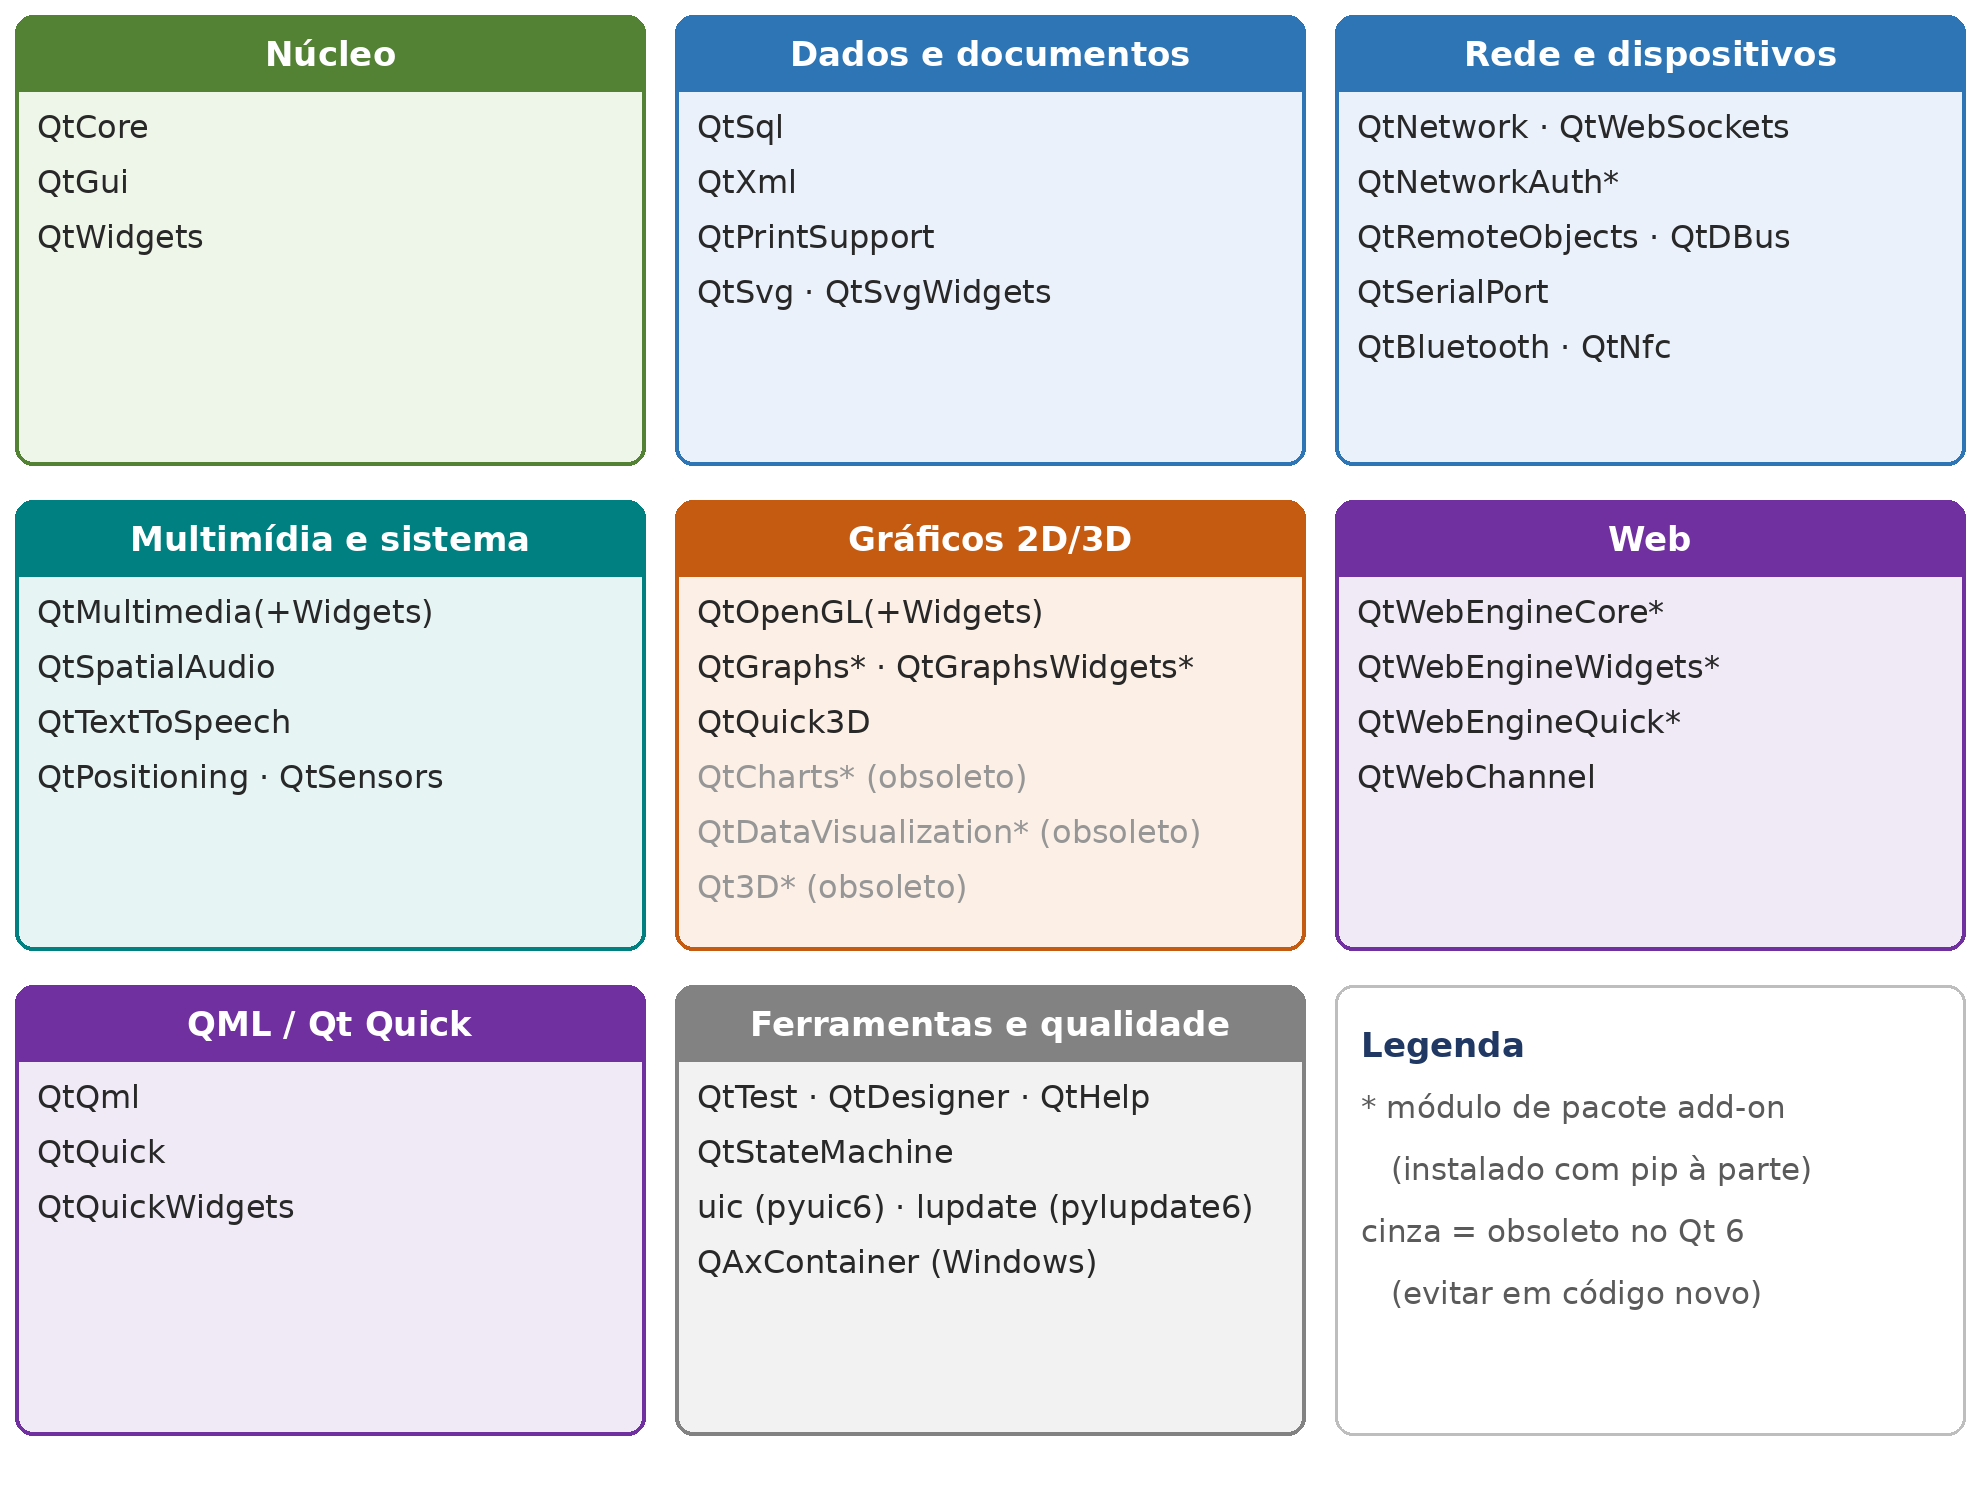 Núcleo
QtCore
QtGui
QtWidgets
Dados e documentos
QtSql
QtXml
QtPrintSupport
QtSvg · QtSvgWidgets
Rede e dispositivos
QtNetwork · QtWebSockets
QtNetworkAuth*
QtRemoteObjects · QtDBus
QtSerialPort
QtBluetooth · QtNfc
Multimídia e sistema
QtMultimedia(+Widgets)
QtSpatialAudio
QtTextToSpeech
QtPositioning · QtSensors
Gráficos 2D/3D
QtOpenGL(+Widgets)
QtGraphs* · QtGraphsWidgets*
QtQuick3D
QtCharts* (obsoleto)
QtDataVisualization* (obsoleto)
Qt3D* (obsoleto)
Web
QtWebEngineCore*
QtWebEngineWidgets*
QtWebEngineQuick*
QtWebChannel
QML / Qt Quick
QtQml
QtQuick
QtQuickWidgets
Ferramentas e qualidade
QtTest · QtDesigner · QtHelp
QtStateMachine
uic (pyuic6) · lupdate (pylupdate6)
QAxContainer (Windows)
Legenda
* módulo de pacote add-on
(instalado com pip à parte)
cinza = obsoleto no Qt 6
(evitar em código novo)